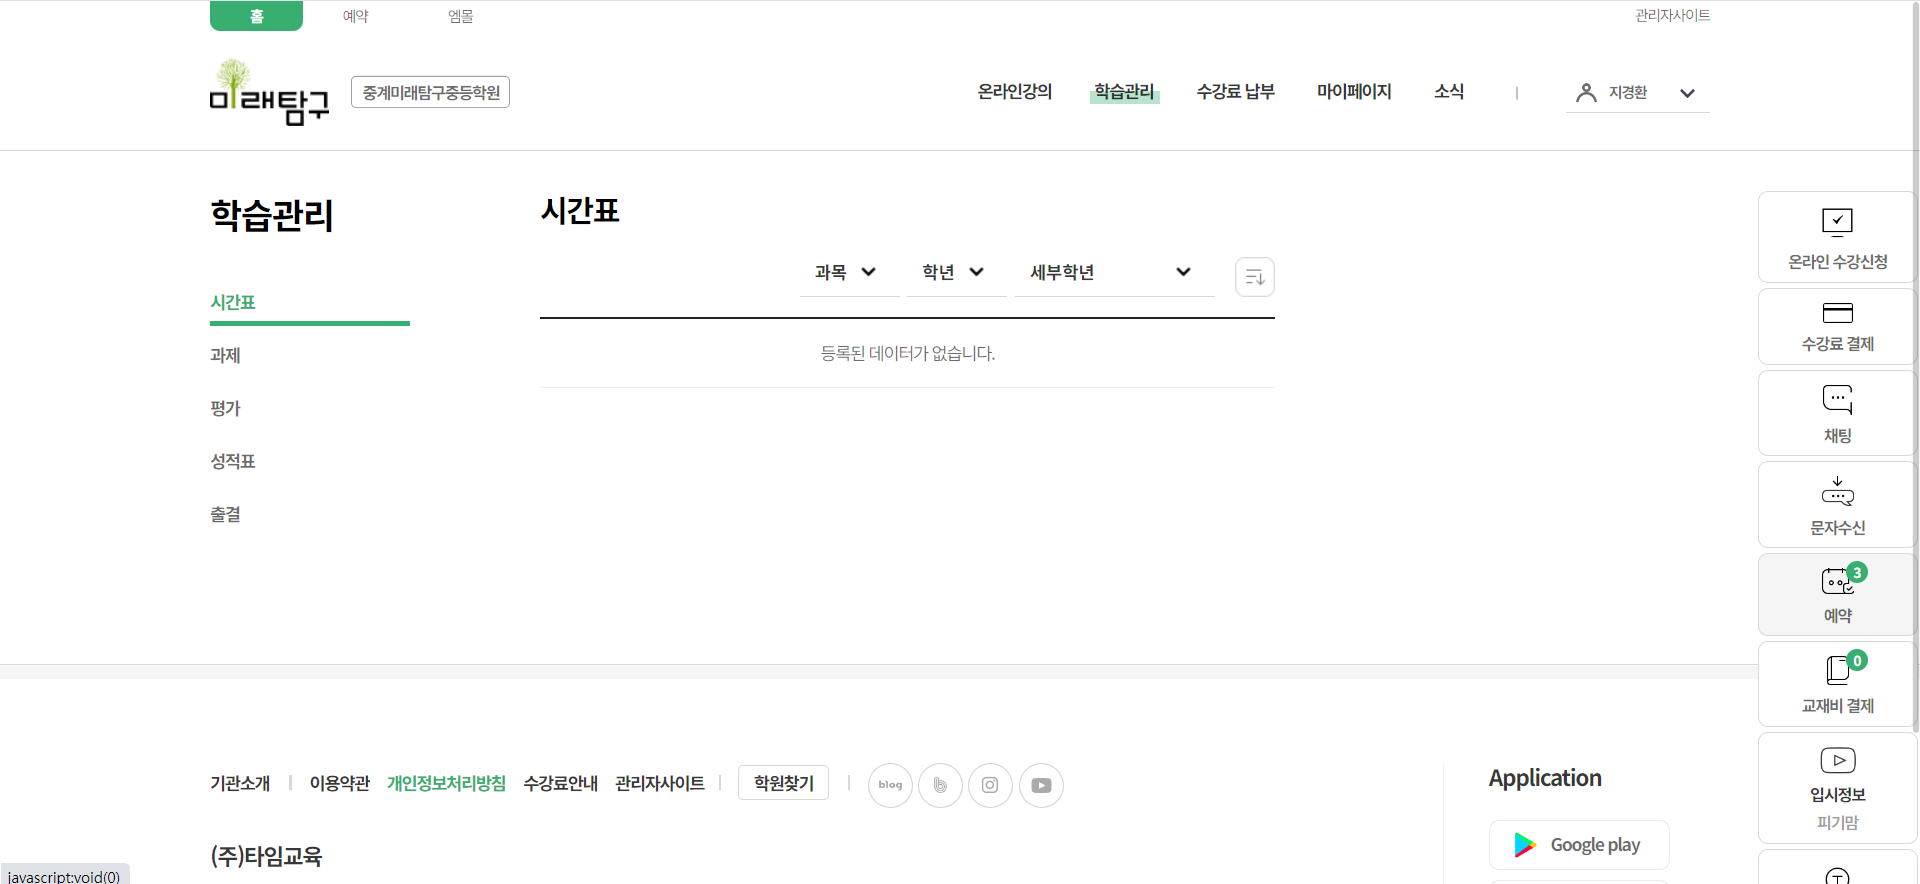 홈 예약 엠몰 관리자사이트
미래탐구 중계미래탐구중등학원 온라인강의 학습관리 수강료 납부 마이페이지 소식 | 지경환
학습관리
시간표
과제
평가
성적표
출결
시간표
과목 학년 세부학년
등록된 데이터가 없습니다.
온라인 수강신청
수강료 결제
채팅
문자수신
3
예약
0
교재비 결제
입시정보
피기맘
기관소개 | 이용약관 개인정보처리방침 수강료안내 관리자사이트 | 학원찾기 | blog b
(주)타임교육
Application
Google play
T
javascript:void(0)